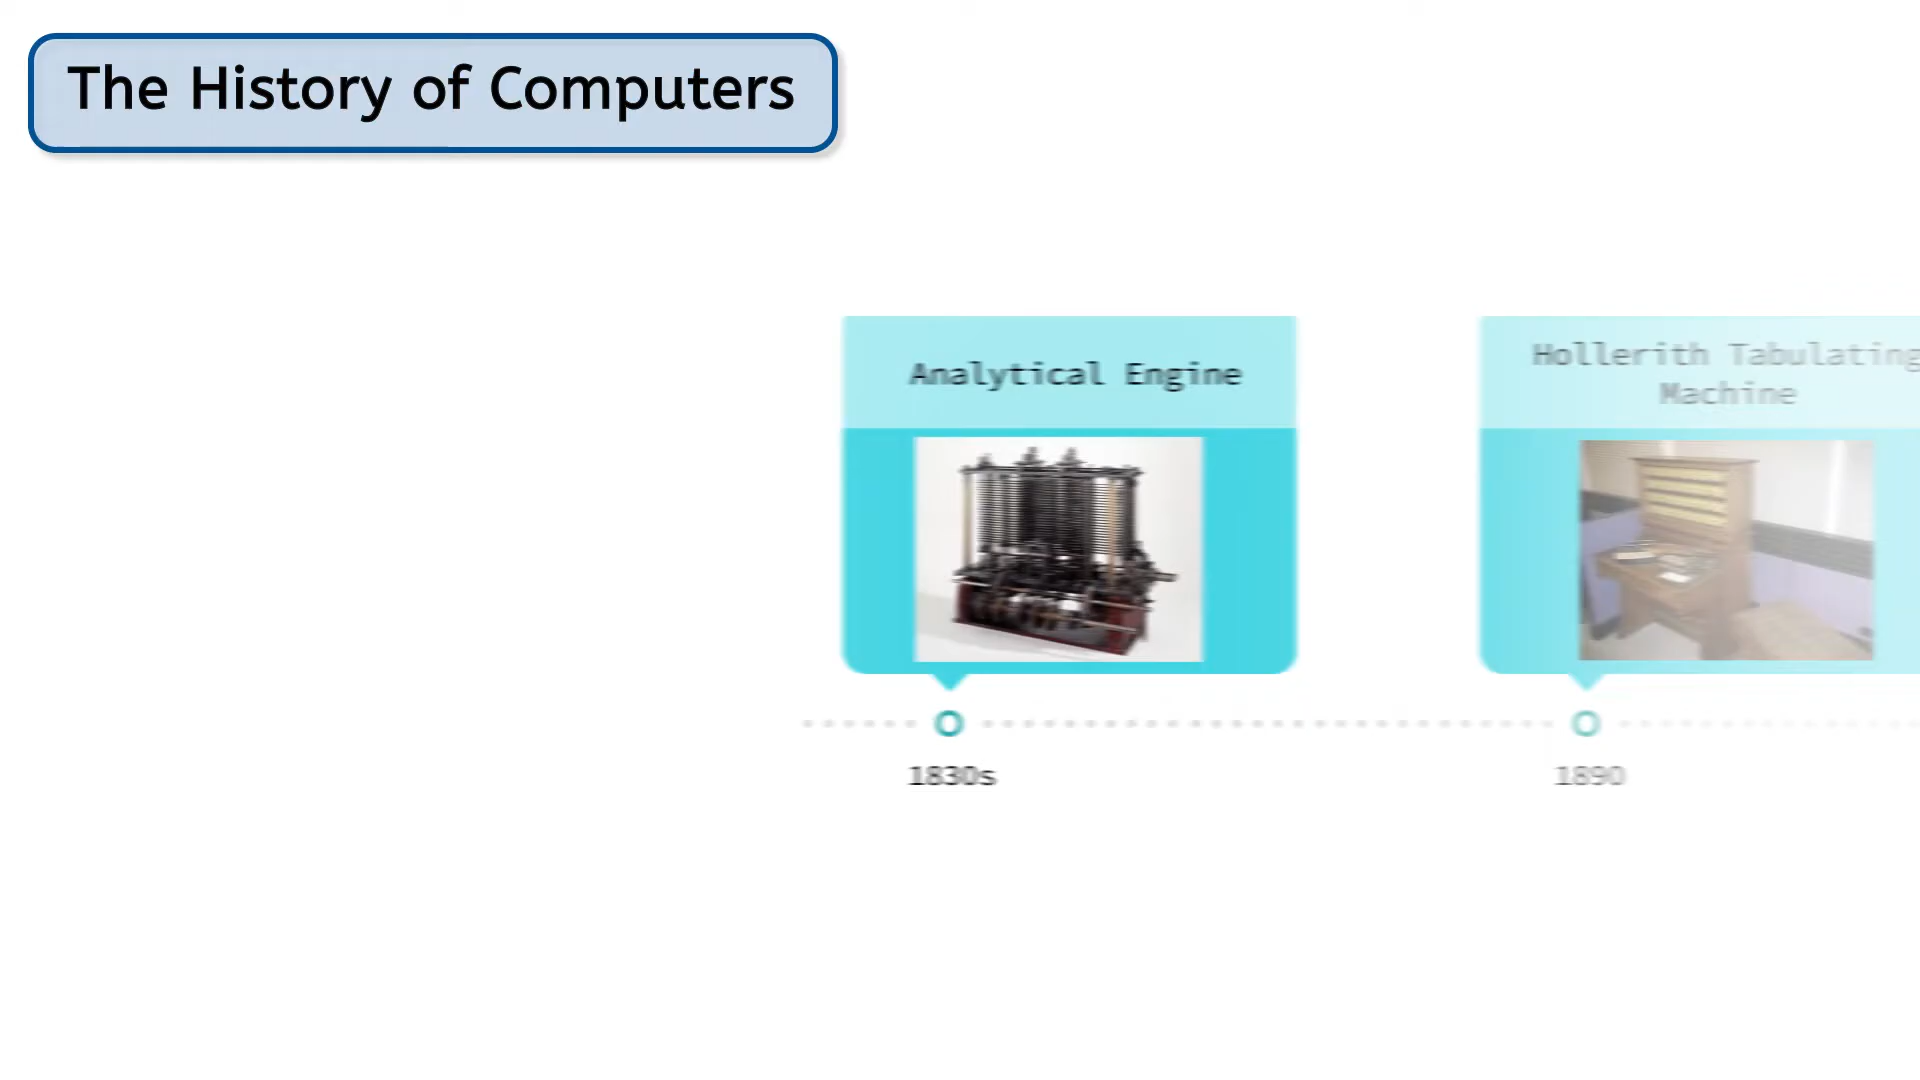 The History of Computers
Analytical Engine
Hollerith Tabulating
Machine
1830s
1890